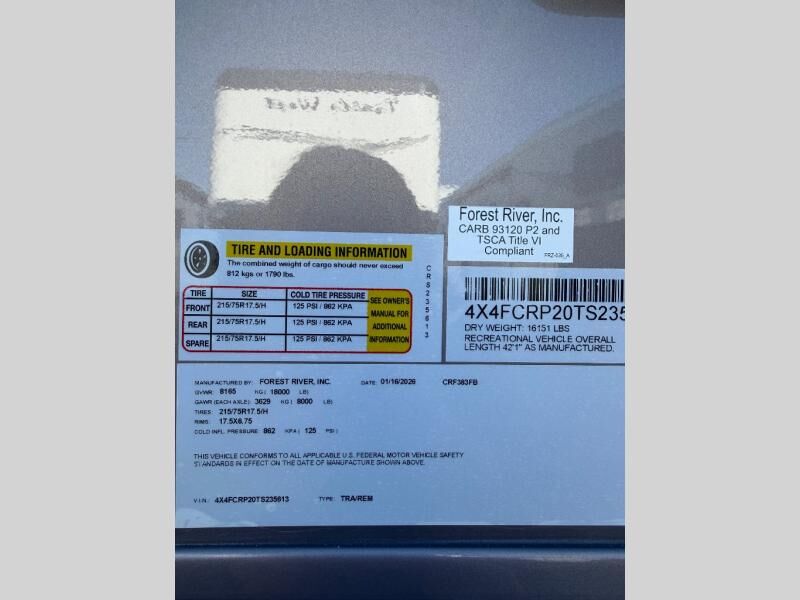 Forest River, Inc.
CARB 93120 P2 and
TSCA Title VI
Compliant
FRZ-028_A
TIRE AND LOADING INFORMATION
The combined weight of cargo should never exceed
812 kgs or 1790 lbs.
CRS235613
TIRE SIZE COLD TIRE PRESSURE SEE OWNER'S MANUAL FOR ADDITIONAL INFORMATION
FRONT 215/75R17.5/H 125 PSI / 862 KPA
REAR 215/75R17.5/H 125 PSI / 862 KPA
SPARE 215/75R17.5/H 125 PSI / 862 KPA
4X4FCRP20TS235
DRY WEIGHT: 16151 LBS
RECREATIONAL VEHICLE OVERALL
LENGTH 42'1" AS MANUFACTURED.
MANUFACTURED BY: FOREST RIVER, INC. DATE: 01/16/2026 CRF383FB
GVWR: 8165 KG ( 18000 LB)
GAWR (EACH AXLE): 3629 KG ( 8000 LB)
TIRES: 215/75R17.5/H
RIMS: 17.5X6.75
COLD INFL. PRESSURE: 862 KPA ( 125 PSI )
THIS VEHICLE CONFORMS TO ALL APPLICABLE U.S. FEDERAL MOTOR VEHICLE SAFETY
STANDARDS IN EFFECT ON THE DATE OF MANUFACTURE SHOWN ABOVE.
V.I.N.: 4X4FCRP20TS235613 TYPE: TRA/REM